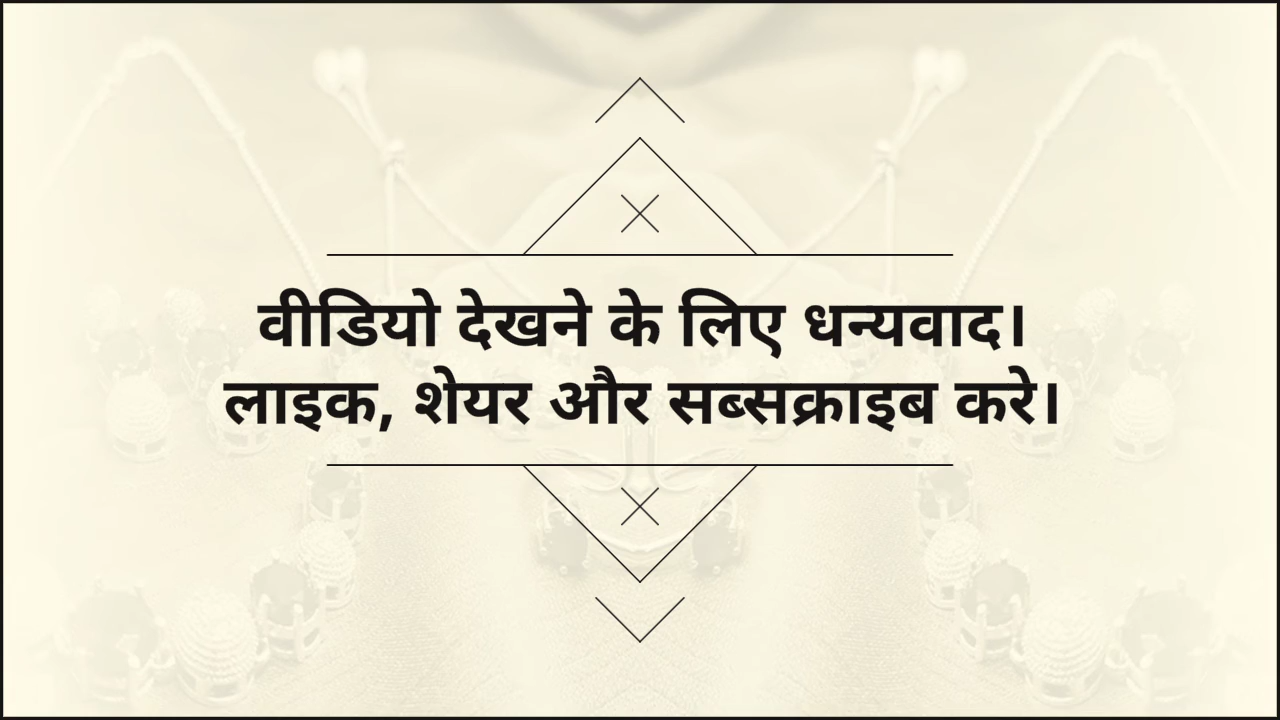 वीडियो देखने के लिए धन्यवाद।
लाइक, शेयर और सब्सक्राइब करे।